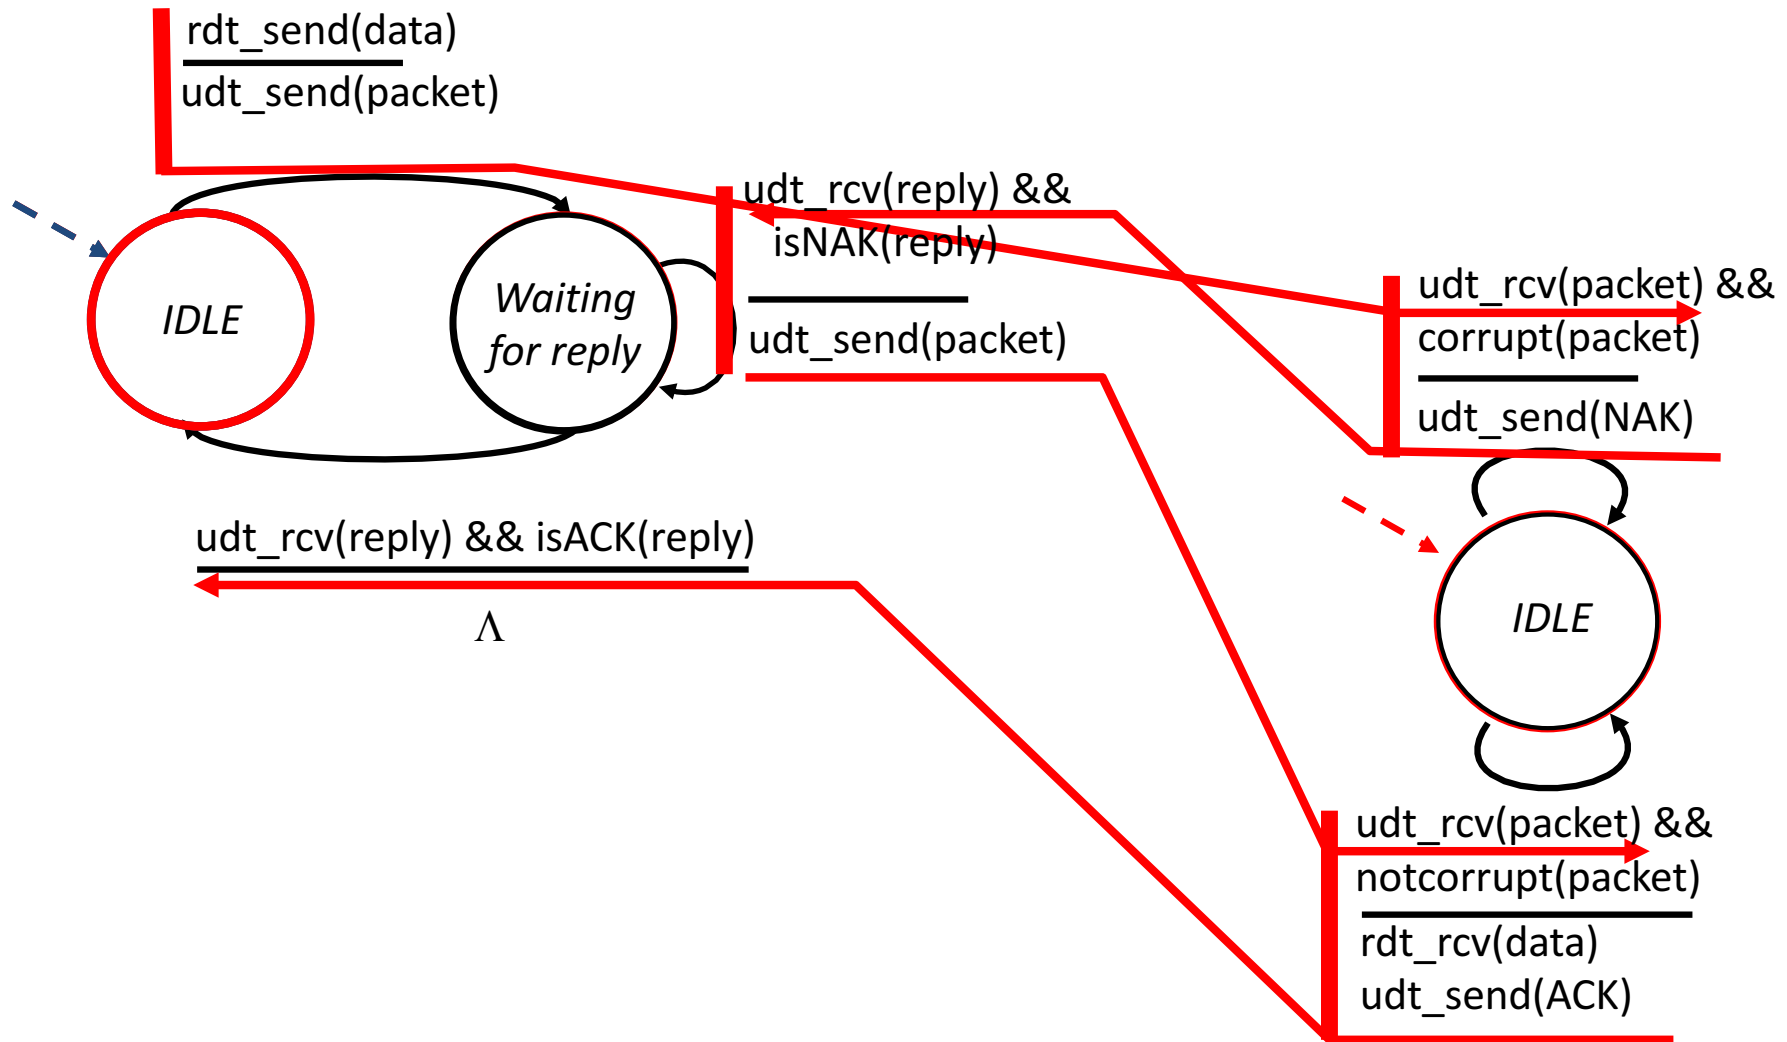 rdt_send(data)
udt_send(packet)
IDLE
Waiting
for reply
udt_rcv(reply) &&
isNAK(reply)
udt_send(packet)
udt_rcv(reply) && isACK(reply)
Λ
udt_rcv(packet) &&
corrupt(packet)
udt_send(NAK)
IDLE
udt_rcv(packet) &&
notcorrupt(packet)
rdt_rcv(data)
udt_send(ACK)